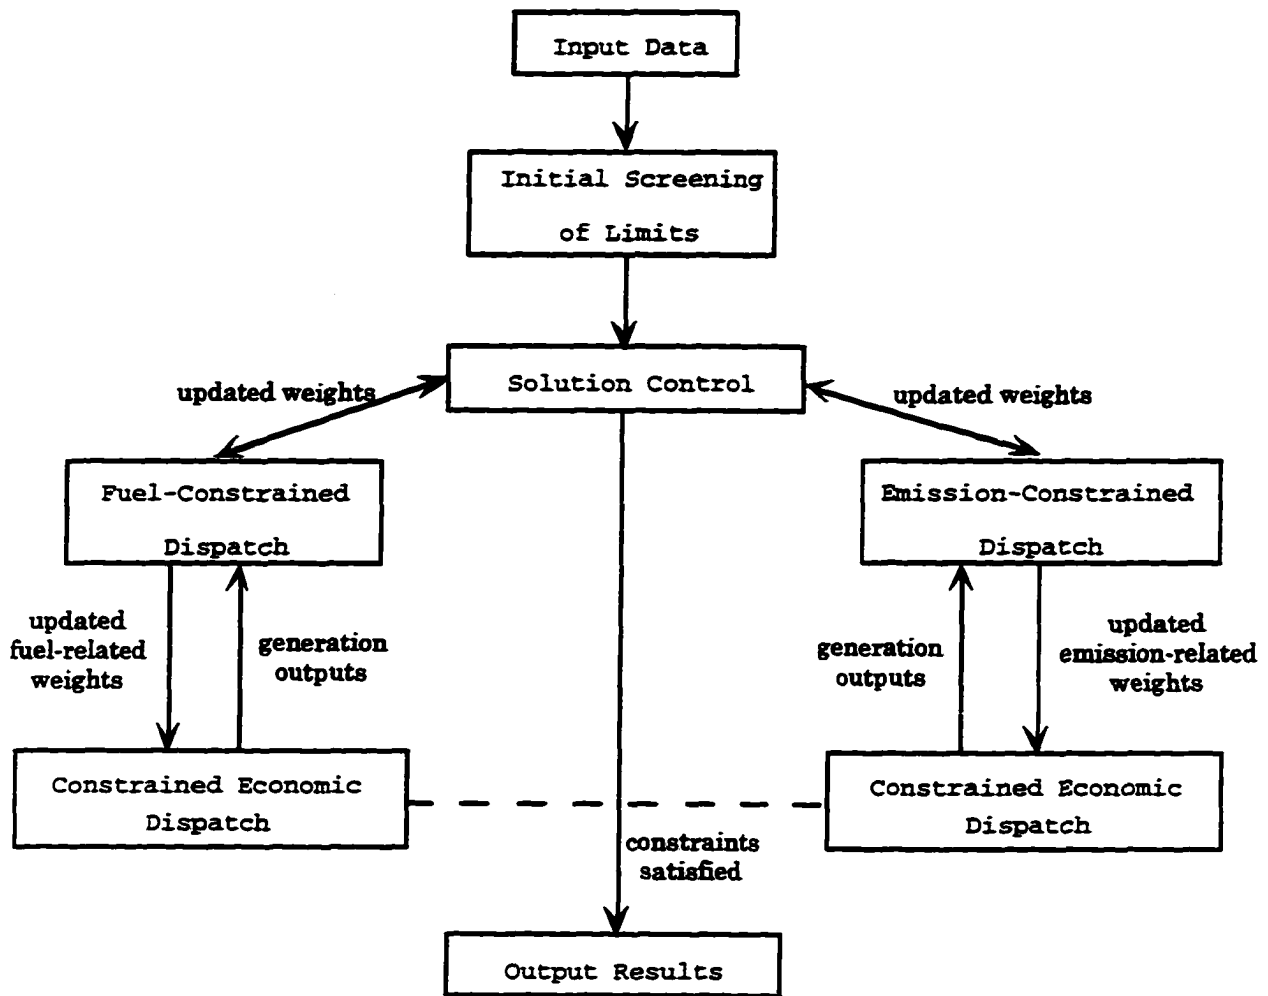 Input Data
Initial Screening
of Limits
Solution Control
updated weights
updated weights
Fuel-Constrained
Dispatch
Emission-Constrained
Dispatch
updated
fuel-related
weights
generation
outputs
generation
outputs
updated
emission-related
weights
Constrained Economic
Dispatch
Constrained Economic
Dispatch
constraints
satisfied
Output Results